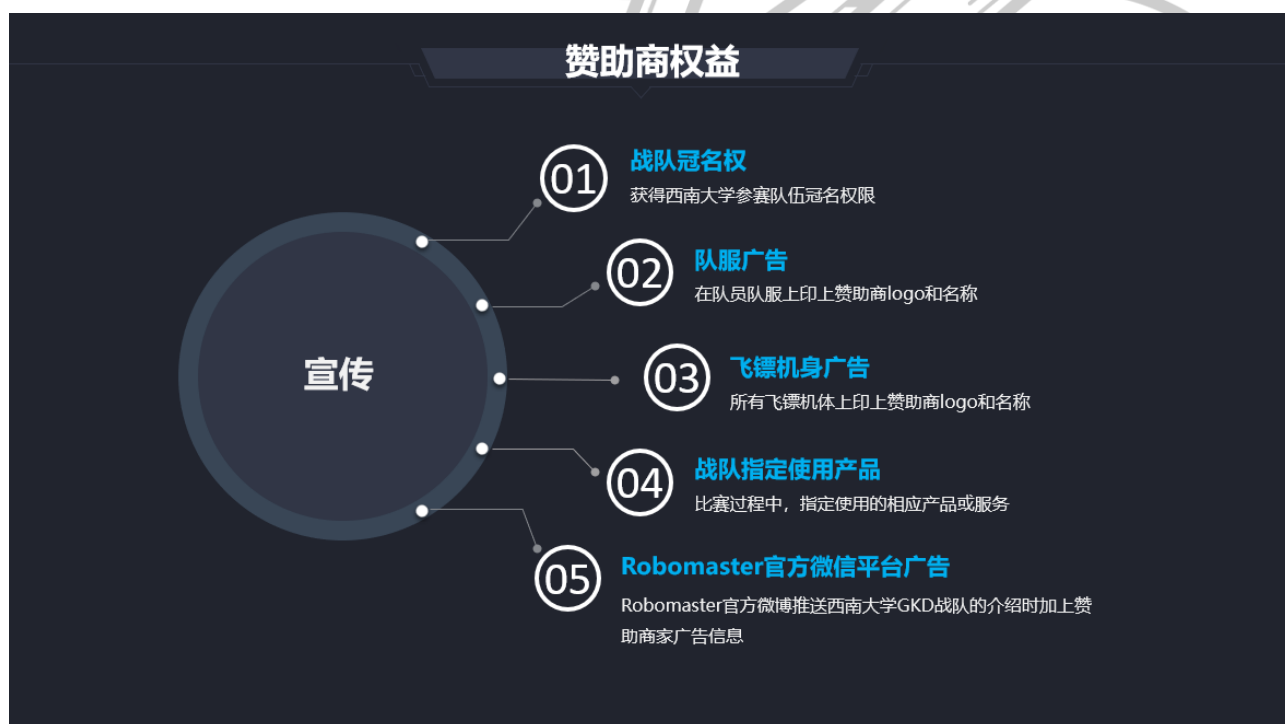 赞助商权益
01
战队冠名权
获得西南大学参赛队伍冠名权限
02
队服广告
在队员队服上印上赞助商logo和名称
宣传
03
飞镖机身广告
所有飞镖机体上印上赞助商logo和名称
04
战队指定使用产品
比赛过程中，指定使用的相应产品或服务
05
Robomaster官方微信平台广告
Robomaster官方微博推送西南大学GKD战队的介绍时加上赞
助商家广告信息